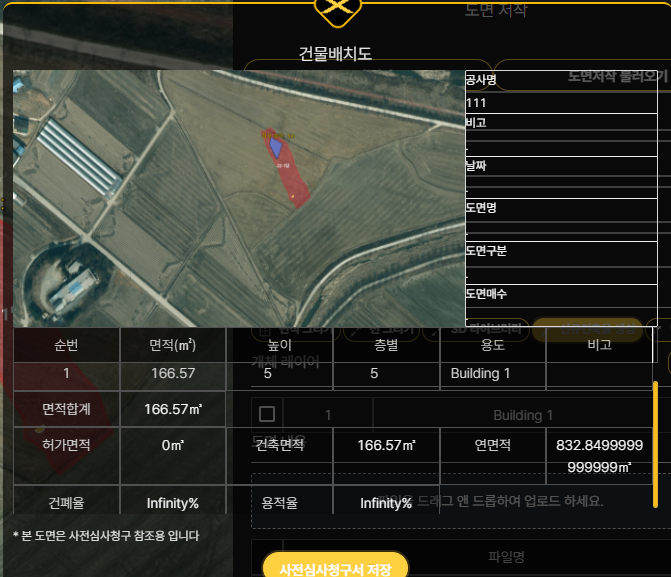 도면 저작
건물배치도
도면저작 불러오기
공사명
111
비고
날짜
도면명
도면구분
도면매수
순번 면적(㎡) 높이 층별 용도 비고
개체 레이어
1 166.57 5 5 Building 1
면적합계 166.57㎡
1 Building 1
허가면적 0㎡ 건축면적 166.57㎡ 연면적 832.8499999
999999㎡
건폐율 Infinity% 용적률 Infinity%
드래그 앤 드롭하여 업로드 하세요.
* 본 도면은 사전심사청구 참조용 입니다
파일명
사전심사청구서 저장